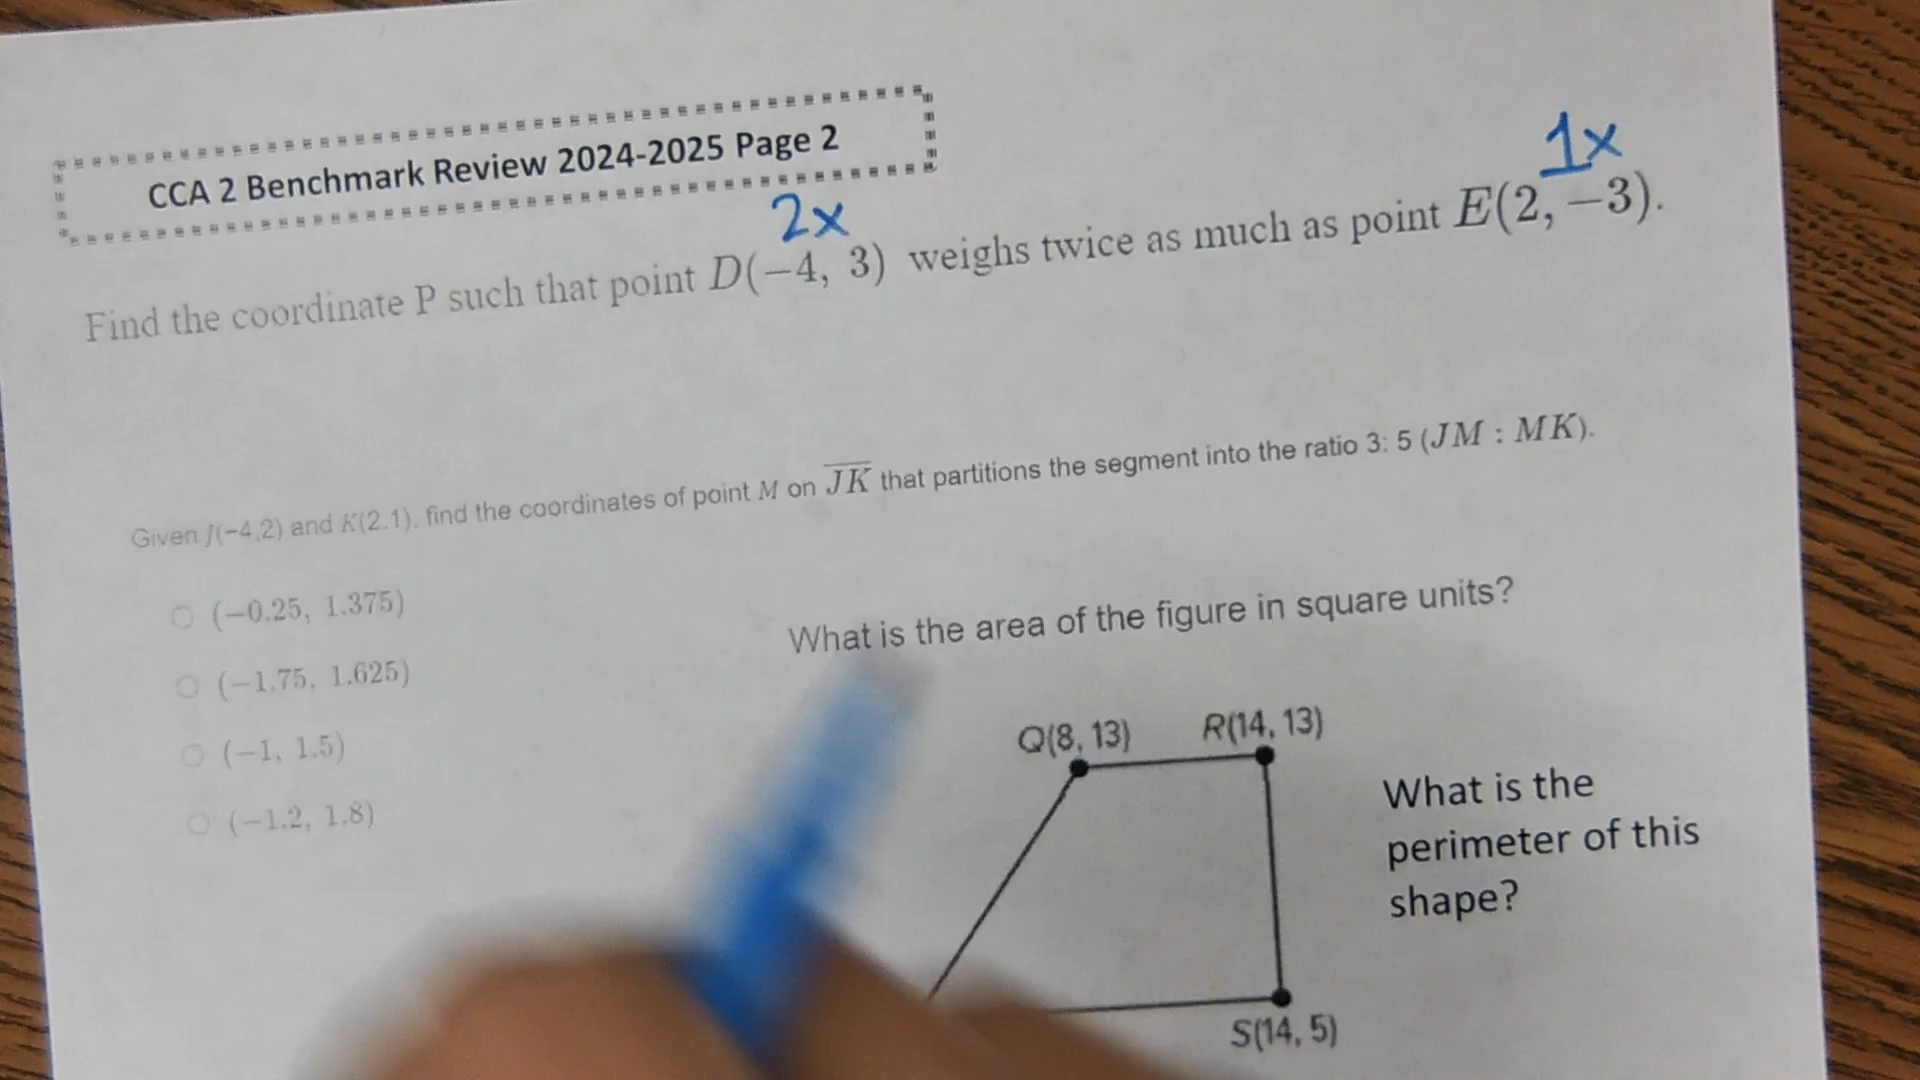 CCA 2 Benchmark Review 2024-2025 Page 2
2x
1x
Find the coordinate P such that point D(−4, 3) weighs twice as much as point E(2, −3).
Given J(−4,2) and K(2,1), find the coordinates of point M on JK that partitions the segment into the ratio 3: 5 (JM : MK).
(−0.25, 1.375)
(−1.75, 1.625)
(−1, 1.5)
(−1.2, 1.8)
What is the area of the figure in square units?
Q(8, 13)
R(14, 13)
S(14, 5)
What is the
perimeter of this
shape?